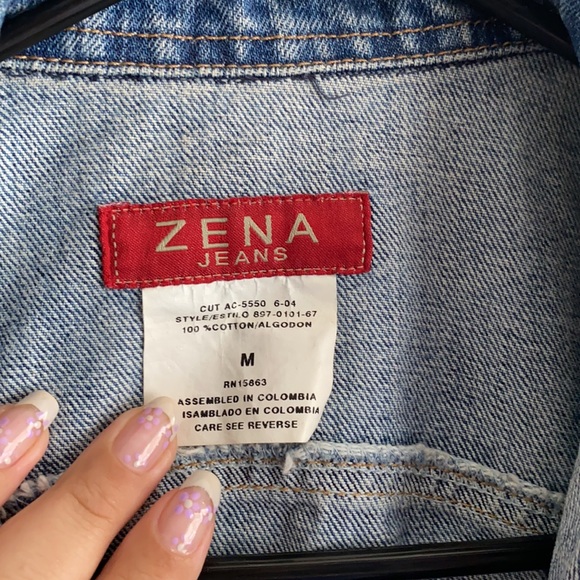 ZENA
JEANS
CUT AC-5550 6-04
STYLE/ESTILO 897-0101-67
100 %COTTON/ALGODON
M
RN15863
ASSEMBLED IN COLOMBIA
ISAMBLADO EN COLOMBIA
CARE SEE REVERSE